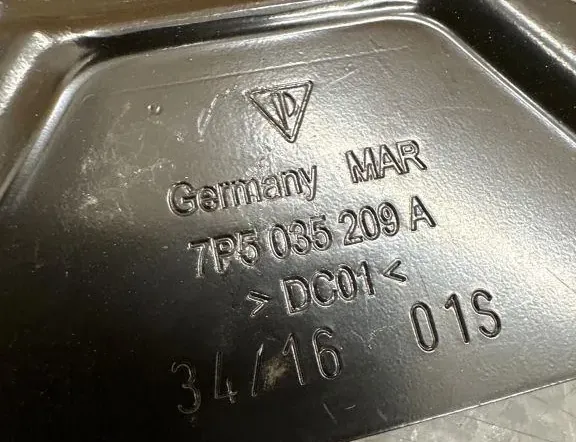 Germany MAR
7P5 035 209 A
> DC01 <
34/16 01S